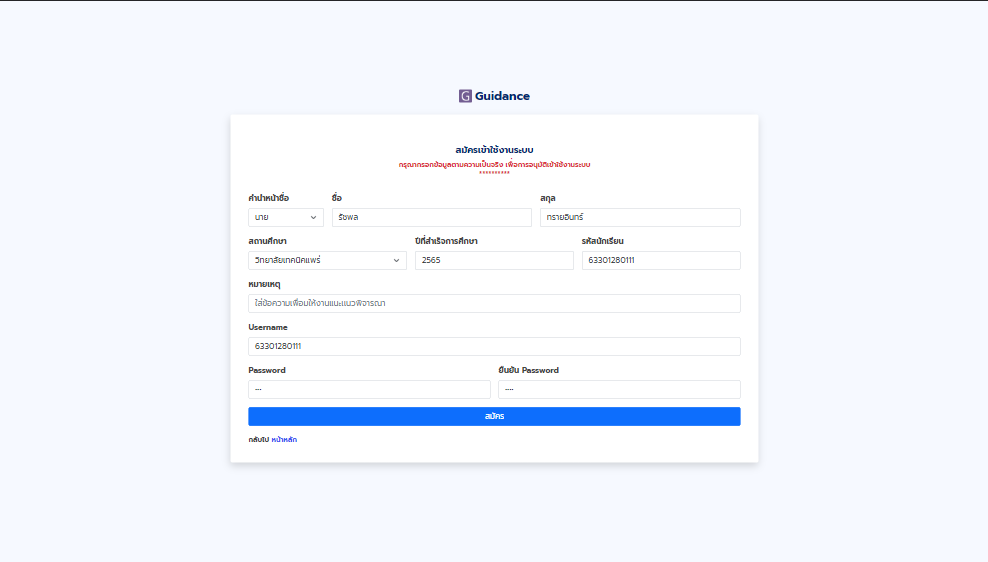 G Guidance
สมัครเข้าใช้งานระบบ
กรุณากรอกข้อมูลตามความเป็นจริง เพื่อการอนุมัติเข้าใช้งานระบบ
**********
คำนำหน้าชื่อ ชื่อ สกุล
นาย รัชพล ทรายอินทร์
สถานศึกษา ปีที่สำเร็จการศึกษา รหัสนักเรียน
วิทยาลัยเทคนิคแพร่ 2565 63301280111
หมายเหตุ
ใส่ข้อความเพื่อมให้งานแนะแนวพิจารณา
Username
63301280111
Password ยืนยัน Password
สมัคร
กลับไป หน้าหลัก